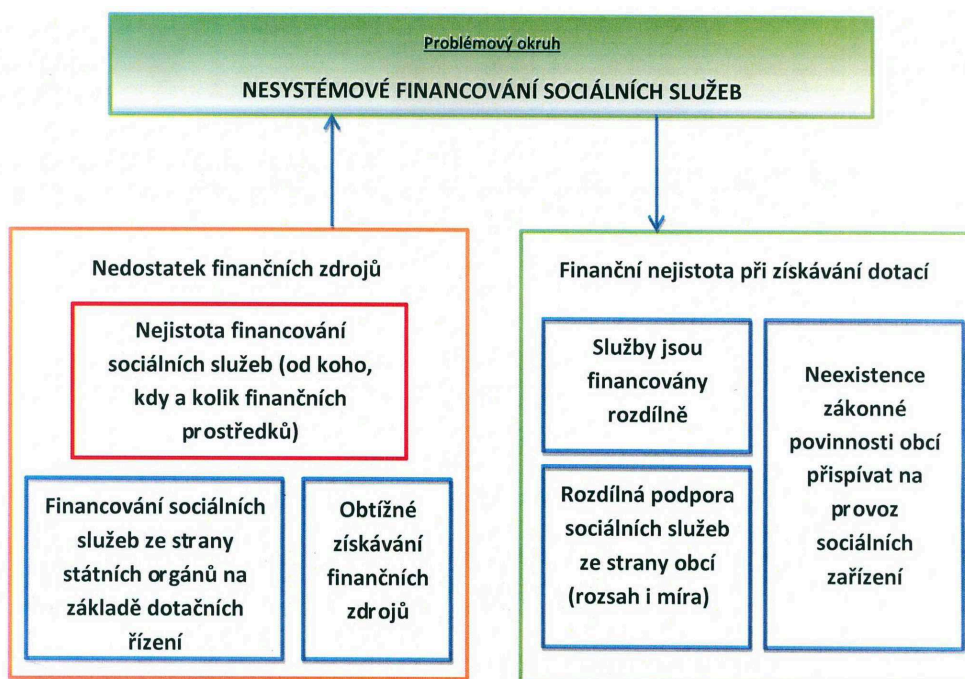 Problémový okruh
NESYSTÉMOVÉ FINANCOVÁNÍ SOCIÁLNÍCH SLUŽEB
Nedostatek finančních zdrojů
Nejistota financování
sociálních služeb (od koho,
kdy a kolik finančních
prostředků)
Financování sociálních
služeb ze strany
státních orgánů na
základě dotačních
řízení
Obtížné
získávání
finančních
zdrojů
Finanční nejistota při získávání dotací
Služby jsou
financovány
rozdílně
Rozdílná podpora
sociálních služeb
ze strany obcí
(rozsah i míra)
Neexistence
zákonné
povinnosti obcí
přispívat na
provoz
sociálních
zařízení